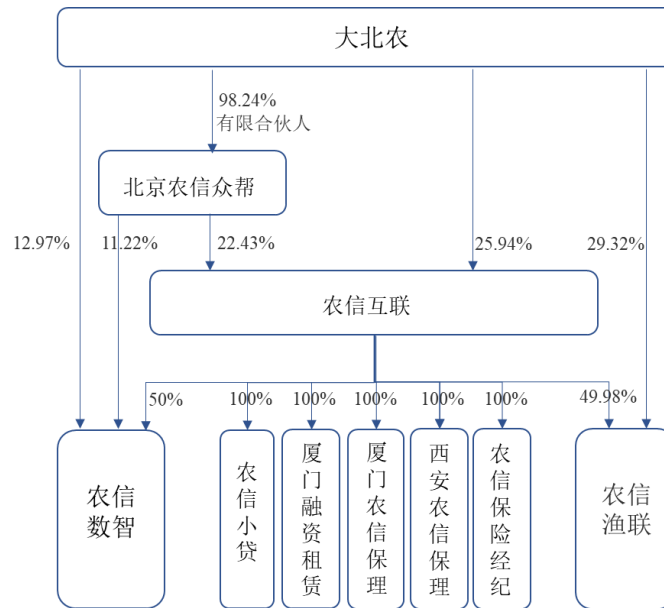 大北农
98.24%
有限合伙人
北京农信众帮
12.97%
11.22%
22.43%
25.94%
29.32%
农信互联
50%
100%
100%
100%
100%
100%
49.98%
农信
数智
农信小贷
厦门融资租赁
厦门农信保理
西安农信保理
农信保险经纪
农信
渔联